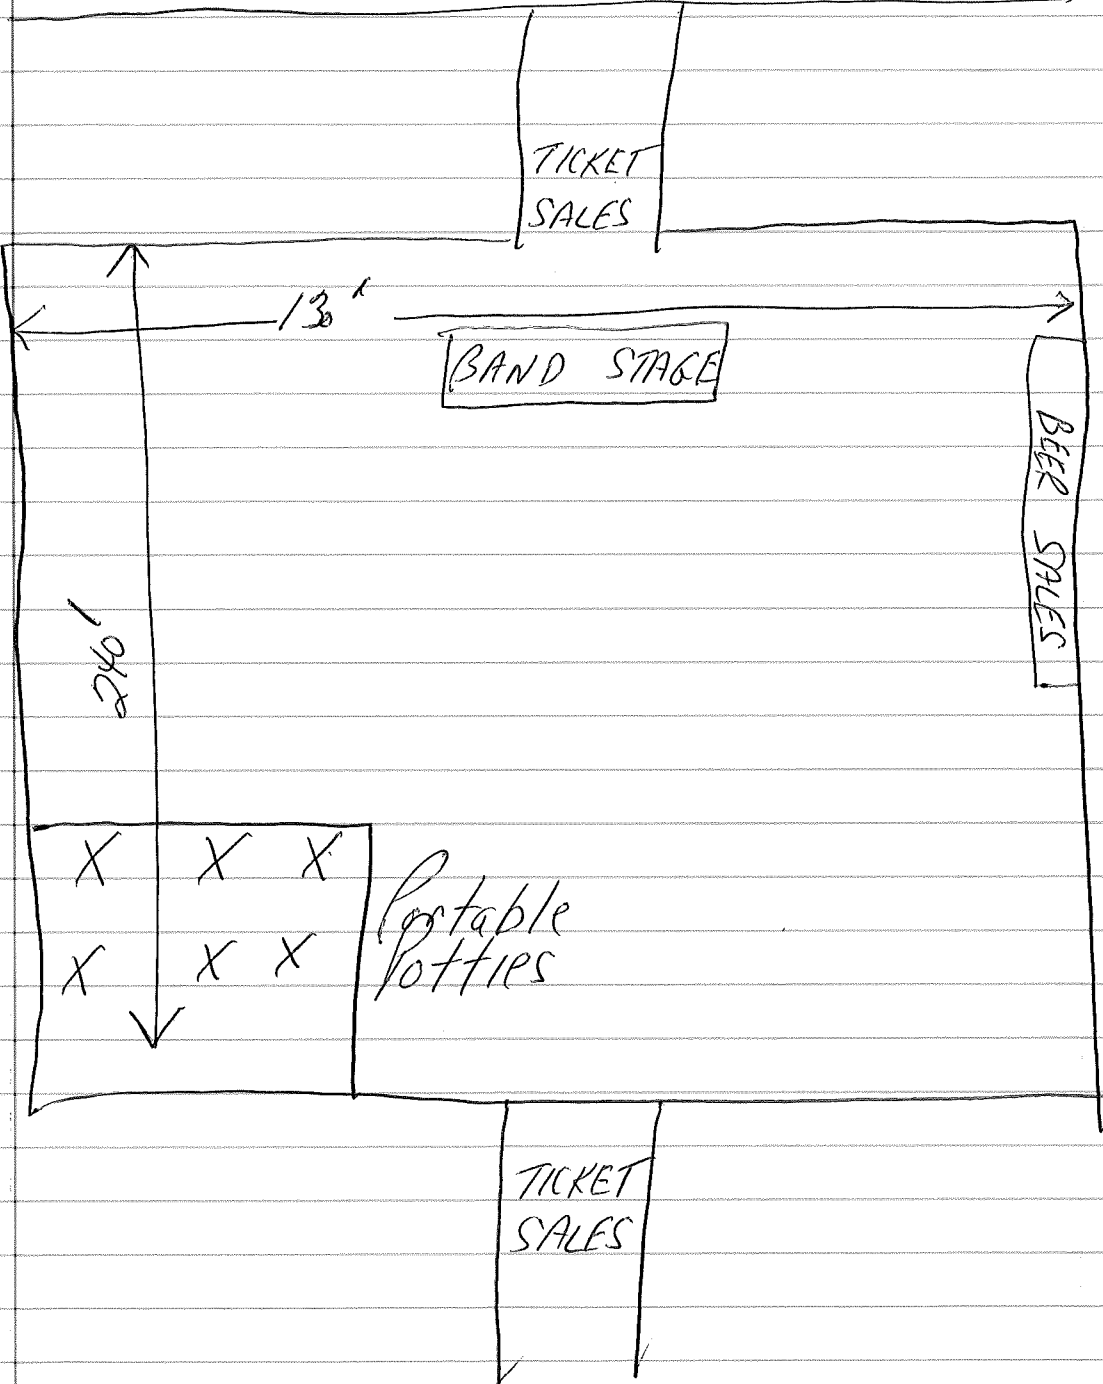 TICKET
SALES
130'
BAND STAGE
BEER SALES
240'
X X X
Portable
Potties
X X X
TICKET
SALES